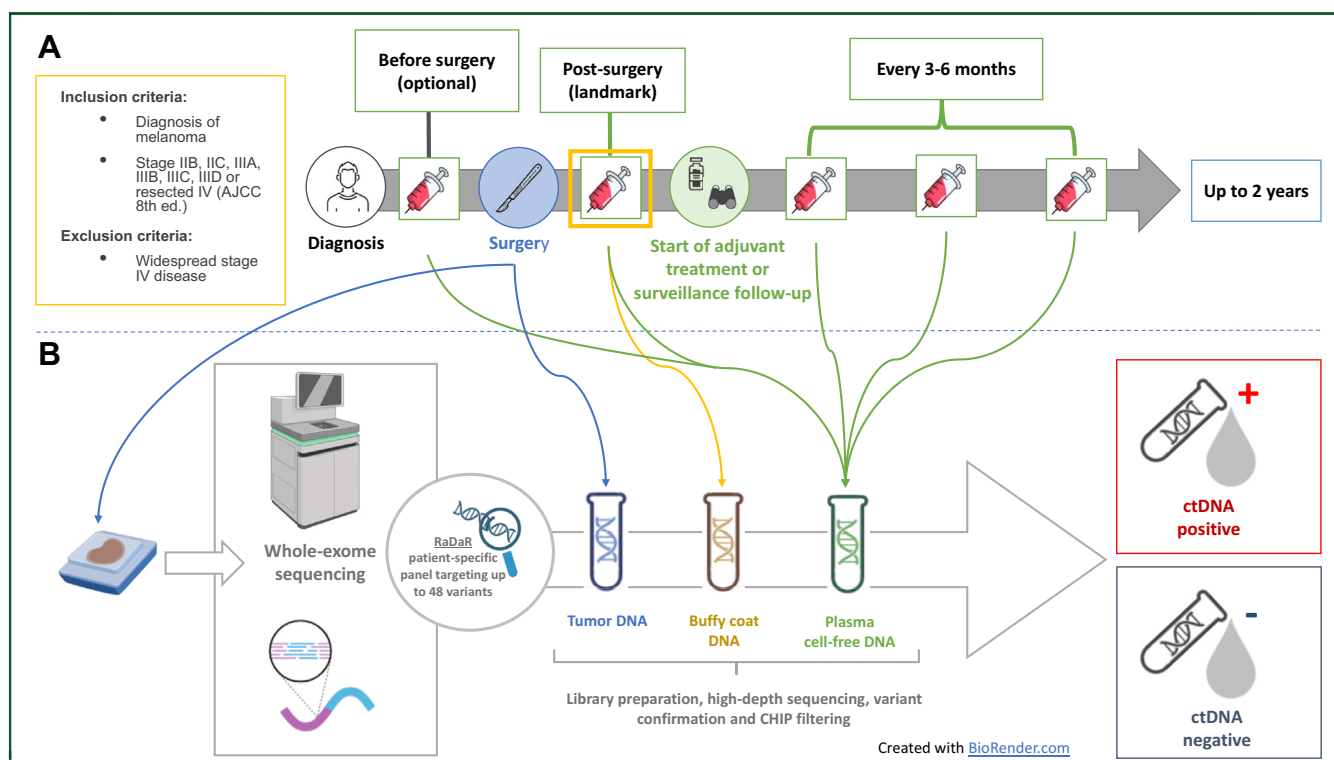 A
Inclusion criteria:
• Diagnosis of
melanoma
• Stage IIB, IIC, IIIA,
IIIB, IIIC, IIID or
resected IV (AJCC
8th ed.)
Exclusion criteria:
• Widespread stage
IV disease
Before surgery
(optional)
Post-surgery
(landmark)
Every 3-6 months
Diagnosis
Surgery
Start of adjuvant
treatment or
surveillance follow-up
Up to 2 years
B
Whole-exome
sequencing
RaDaR
patient-specific
panel targeting up
to 48 variants
Tumor DNA
Buffy coat
DNA
Plasma
cell-free DNA
Library preparation, high-depth sequencing, variant
confirmation and CHIP filtering
+
ctDNA
positive
-
ctDNA
negative
Created with BioRender.com